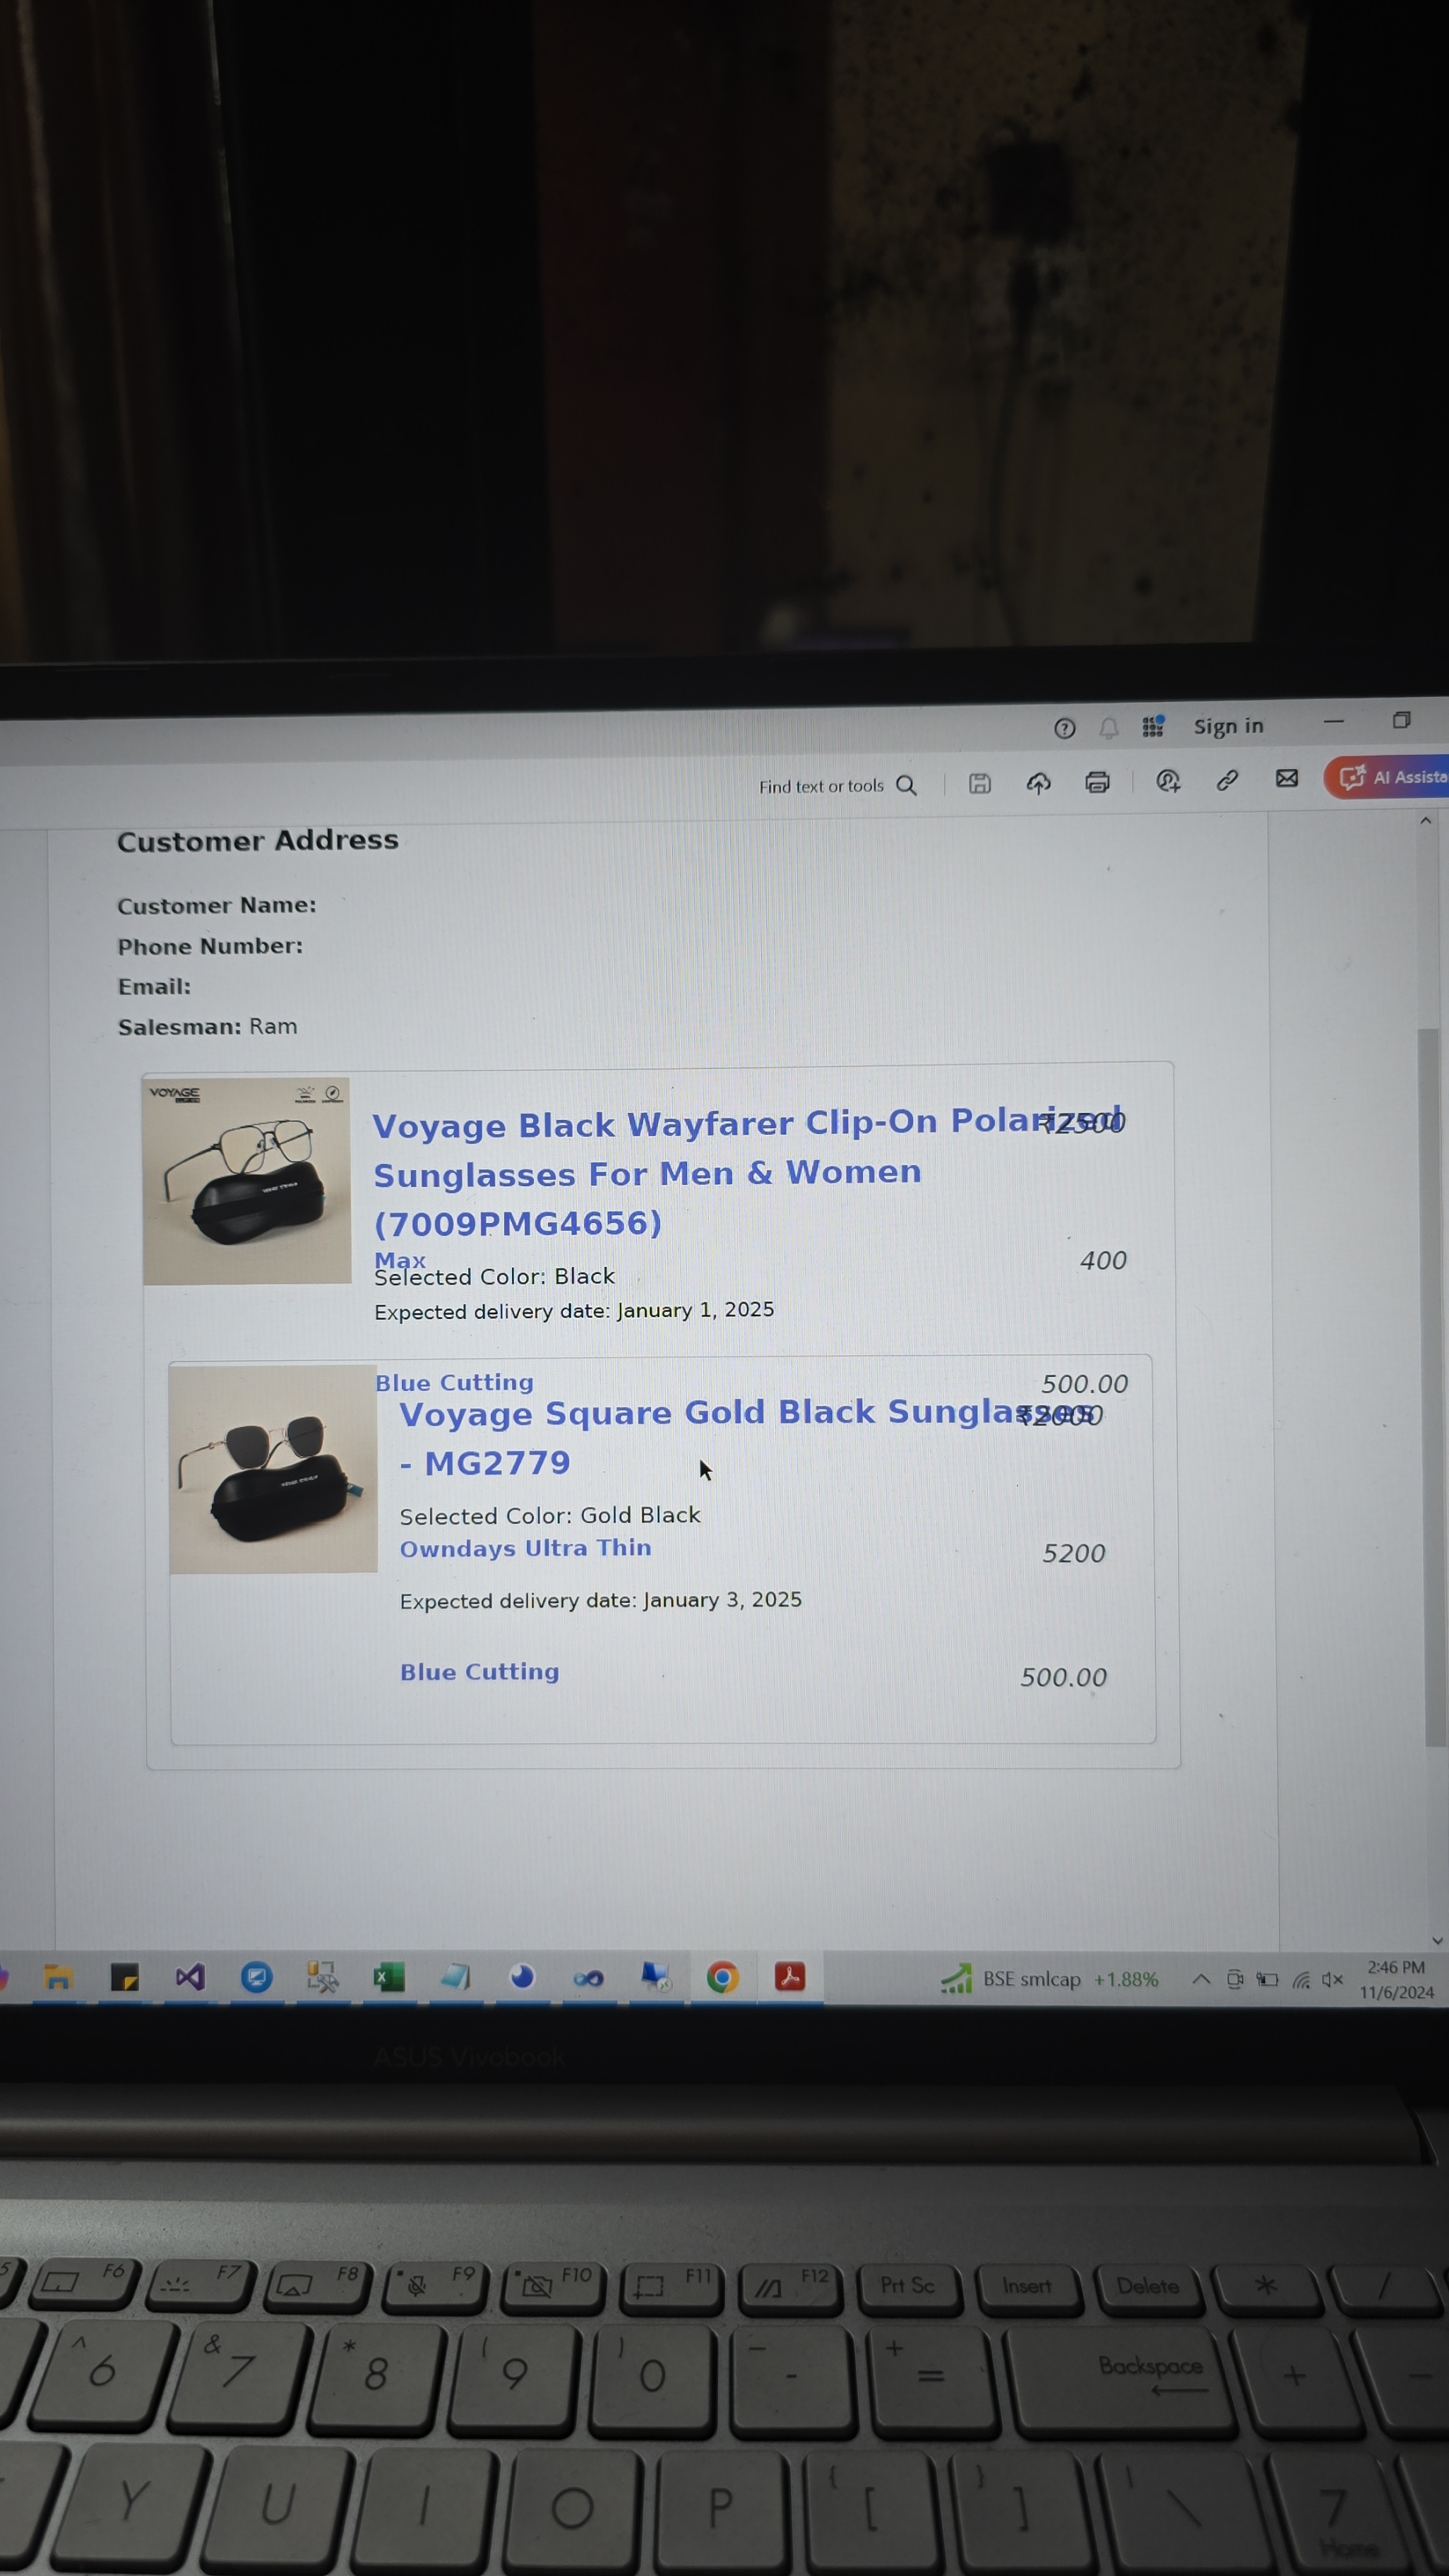 Sign in
Find text or tools
AI Assista
Customer Address
Customer Name:
Phone Number:
Email:
Salesman: Ram
VOYAGE
Voyage Black Wayfarer Clip-On Polarized ₹2500
Sunglasses For Men & Women
(7009PMG4656)
Max 400
Selected Color: Black
Expected delivery date: January 1, 2025
Blue Cutting 500.00
Voyage Square Gold Black Sunglasses ₹2000
- MG2779
Selected Color: Gold Black
Owndays Ultra Thin 5200
Expected delivery date: January 3, 2025
Blue Cutting 500.00
BSE smlcap +1.88%
2:46 PM
11/6/2024
ASUS Vivobook
F6 F7 F8 F9 F10 F11 F12 Prt Sc Insert Delete * /
^ 6 & 7 * 8 ( 9 ) 0 _ - + = Backspace + -
Y U I O P { [ } ] | \ 7 Home